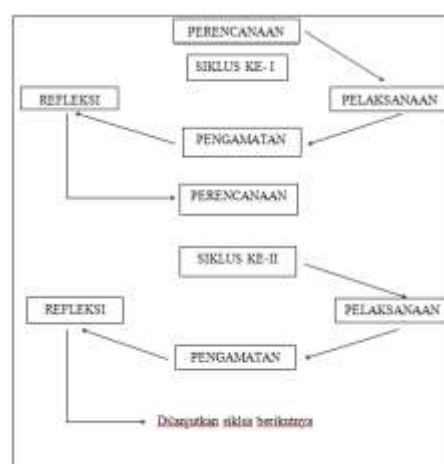 PERENCANAAN
SIKLUS KE- I
REFLEKSI
PELAKSANAAN
PENGAMATAN
PERENCANAAN
SIKLUS KE-II
REFLEKSI
PELAKSANAAN
PENGAMATAN
Dilanjutkan siklus berikutnya